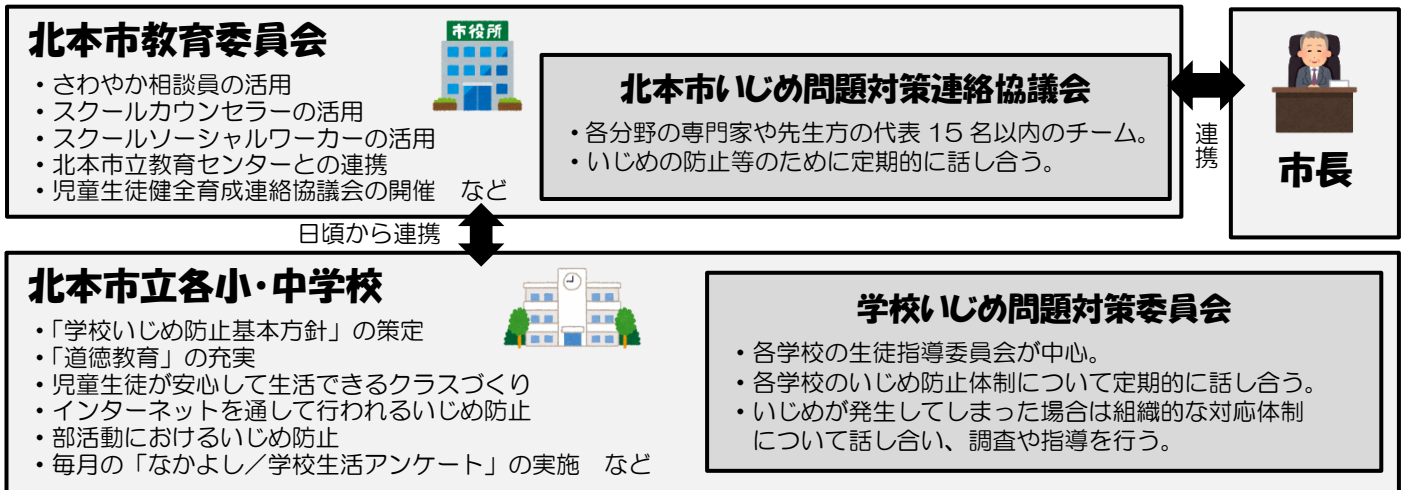 北本市教育委員会
・さわやか相談員の活用
・スクールカウンセラーの活用
・スクールソーシャルワーカーの活用
・北本市立教育センターとの連携
・児童生徒健全育成連絡協議会の開催　など
市役所
北本市いじめ問題対策連絡協議会
・各分野の専門家や先生方の代表 15 名以内のチーム。
・いじめの防止等のために定期的に話し合う。
連携
市長
日頃から連携
北本市立各小・中学校
・「学校いじめ防止基本方針」の策定
・「道徳教育」の充実
・児童生徒が安心して生活できるクラスづくり
・インターネットを通して行われるいじめ防止
・部活動におけるいじめ防止
・毎月の「なかよし／学校生活アンケート」の実施　など
学校いじめ問題対策委員会
・各学校の生徒指導委員会が中心。
・各学校のいじめ防止体制について定期的に話し合う。
・いじめが発生してしまった場合は組織的な対応体制
について話し合い、調査や指導を行う。